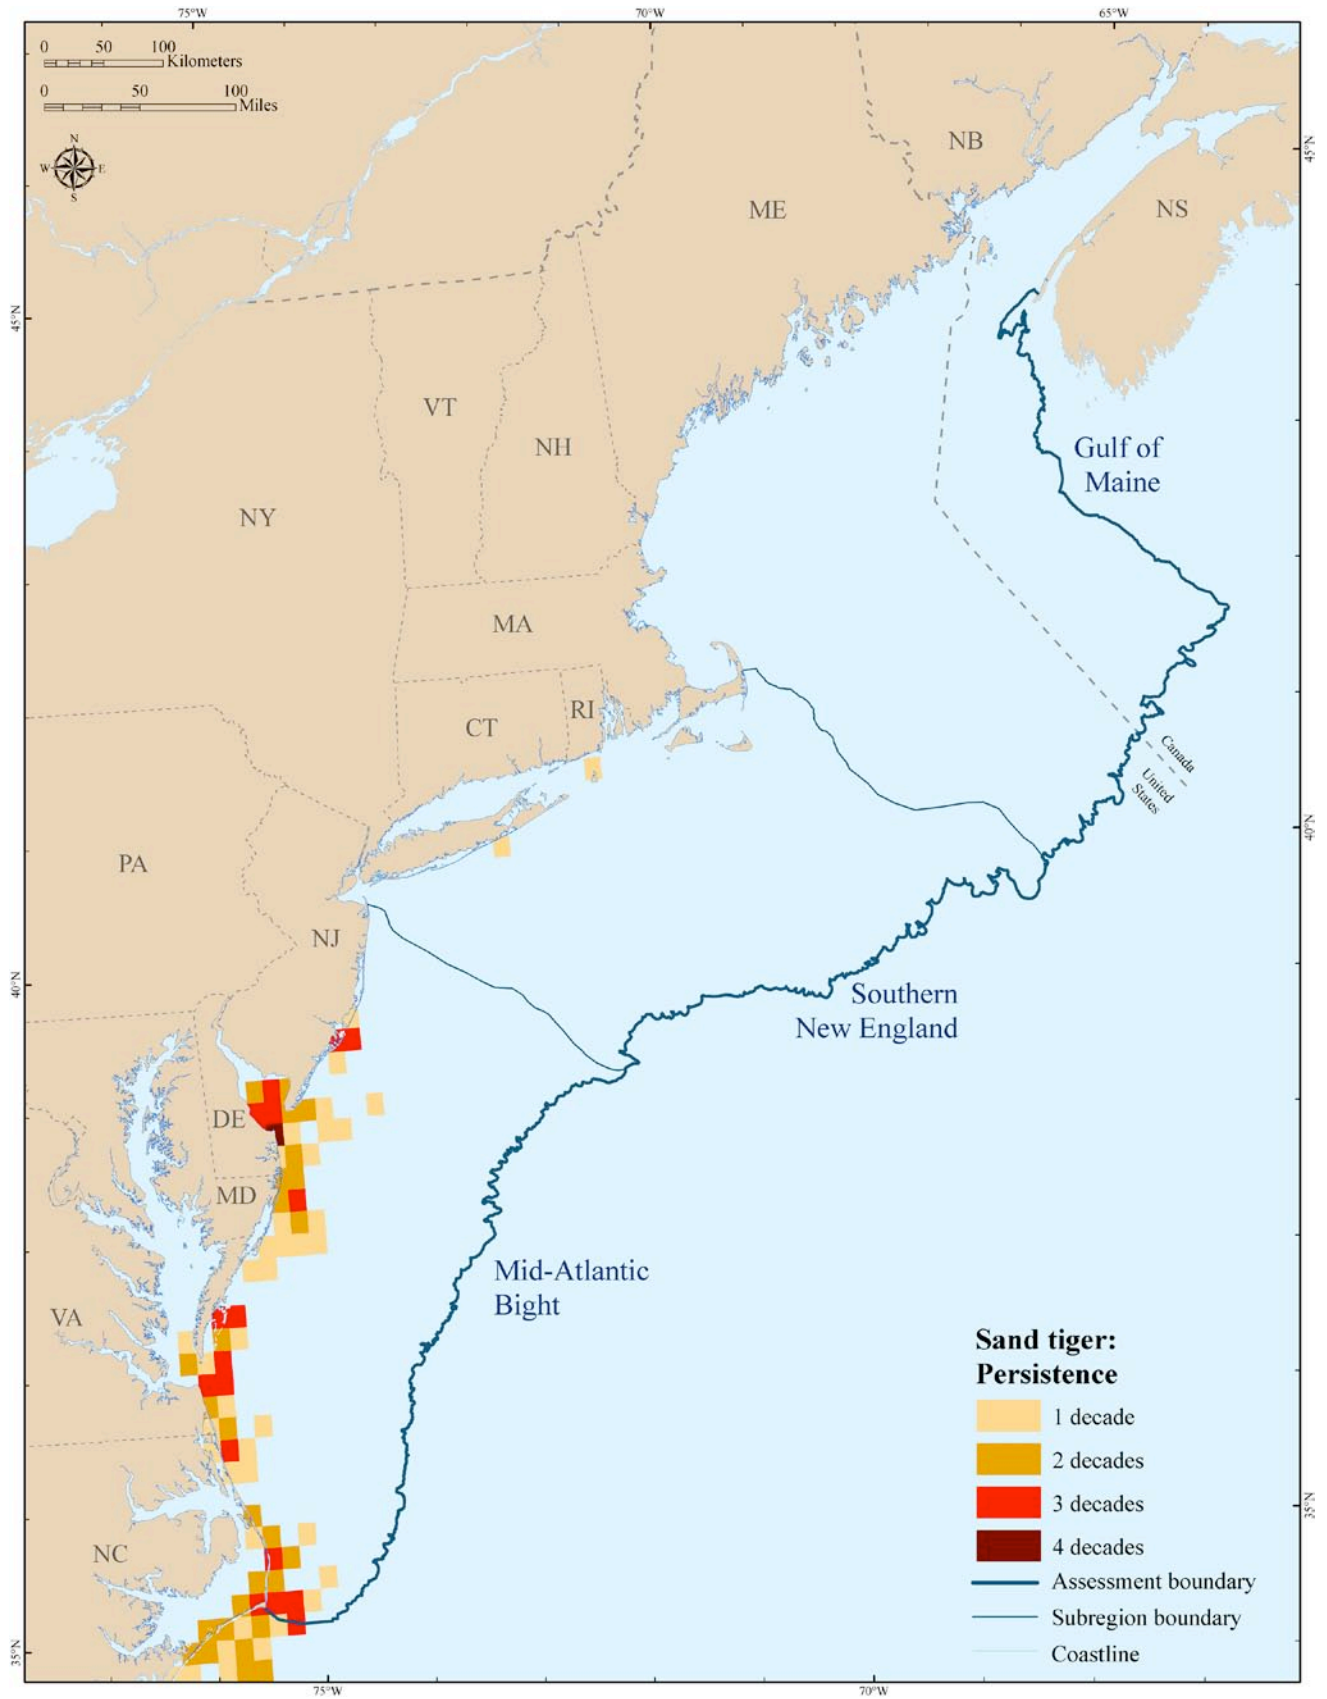 75°W 70°W 65°W
0 50 100
Kilometers
0 50 100
Miles
N
W E
S
NB
45°N
ME
NS
45°N
VT
Gulf of
Maine
NH
NY
MA
RI
CT
Canada
United
States
40°N
PA
NJ
40°N
Southern
New England
DE
MD
Mid-Atlantic
Bight
VA
Sand tiger:
Persistence
1 decade
2 decades
3 decades
35°N
4 decades
NC
Assessment boundary
Subregion boundary
Coastline
35°N
75°W 70°W